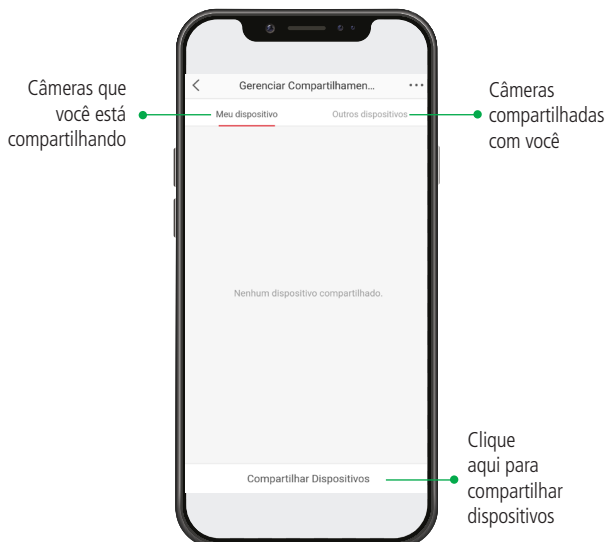 Gerenciar Compartilhamen...
Câmeras que
você está
compartilhando
Meu dispositivo
Outros dispositivos
Câmeras
compartilhadas
com você
Nenhum dispositivo compartilhado.
Compartilhar Dispositivos
Clique
aqui para
compartilhar
dispositivos